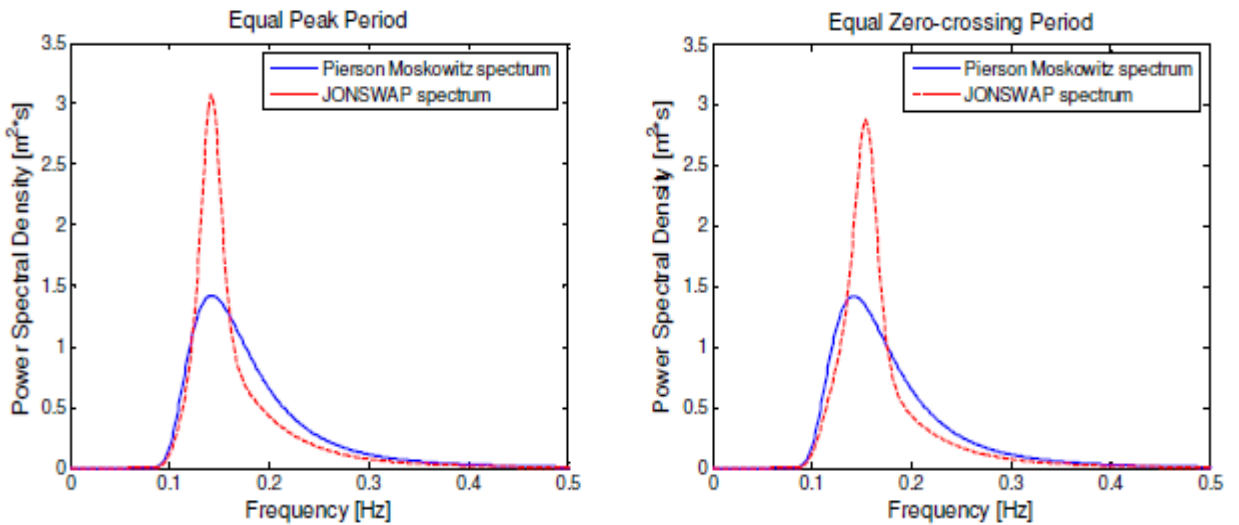 Equal Peak Period
3.5
3
2.5
2
1.5
1
0.5
0
Power Spectral Density [m²*s]
Pierson Moskowitz spectrum
JONSWAP spectrum
0 0.1 0.2 0.3 0.4 0.5
Frequency [Hz]
Equal Zero-crossing Period
3.5
3
2.5
2
1.5
1
0.5
0
Power Spectral Density [m²*s]
Pierson Moskowitz spectrum
JONSWAP spectrum
0 0.1 0.2 0.3 0.4 0.5
Frequency [Hz]